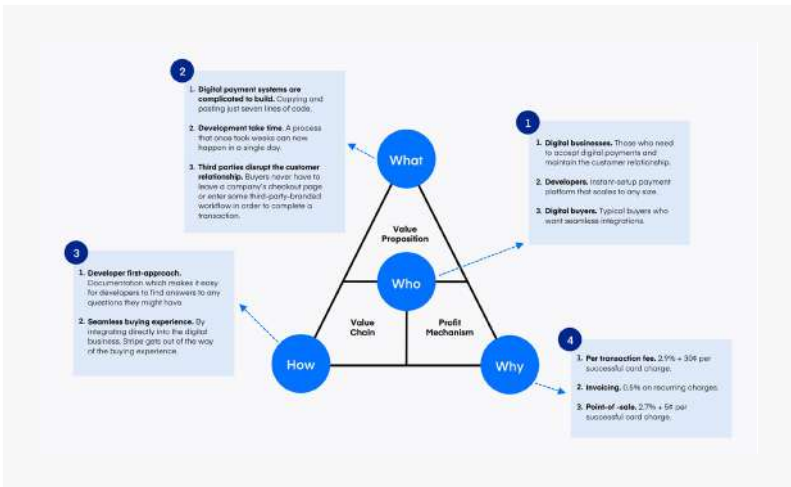 2
1. Digital payment systems are
complicated to build. Copying and
pasting just seven lines of code.
2. Development take time. A process
that once took weeks can now
happen in a single day.
3. Third parties disrupt the customer
relationship. Buyers never have to
leave a company's checkout page
or enter some third-party-branded
workflow in order to complete a
transaction.
What
1
1. Digital businesses. Those who need
to accept digital payments and
maintain the customer relationship.
2. Developers. Instant-setup payment
platform that scales to any size.
3. Digital buyers. Typical buyers who
want seamless integrations.
Value
Proposition
Who
3
1. Developer first-approach.
Documentation which makes it easy
for developers to find answers to any
questions they might have
2. Seamless buying experience. By
integrating directly into the digital
business, Stripe gets out of the way
of the buying experience.
Value
Chain
Profit
Mechanism
How
Why
4
1. Per transaction fee. 2.9% + 30¢ per
successful card charge.
2. Invoicing. 0.5% on recurring charges.
3. Point-of -sale. 2.7% + 5¢ per
successful card charge.